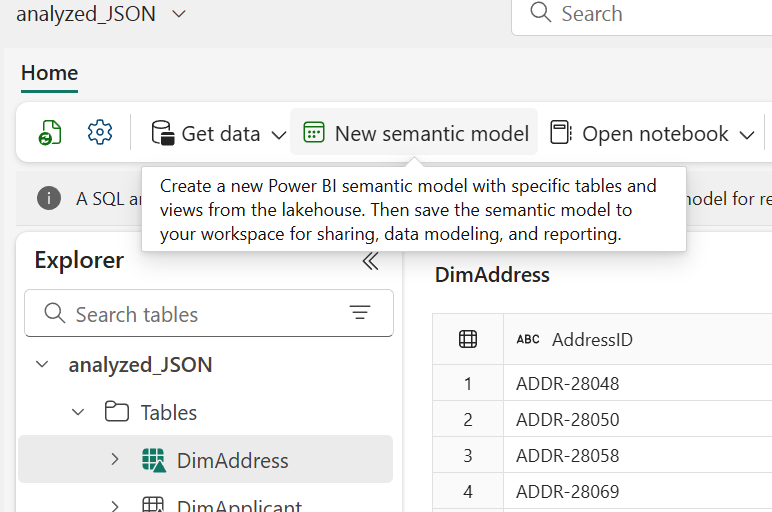 analyzed_JSON
Search
Home
Get data
New semantic model
Open notebook
A SQL an
Create a new Power BI semantic model with specific tables and
views from the lakehouse. Then save the semantic model to
your workspace for sharing, data modeling, and reporting.
model for re
Explorer
Search tables
analyzed_JSON
Tables
DimAddress
DimApplicant
DimAddress
ABC AddressID
1 ADDR-28048
2 ADDR-28050
3 ADDR-28058
4 ADDR-28069